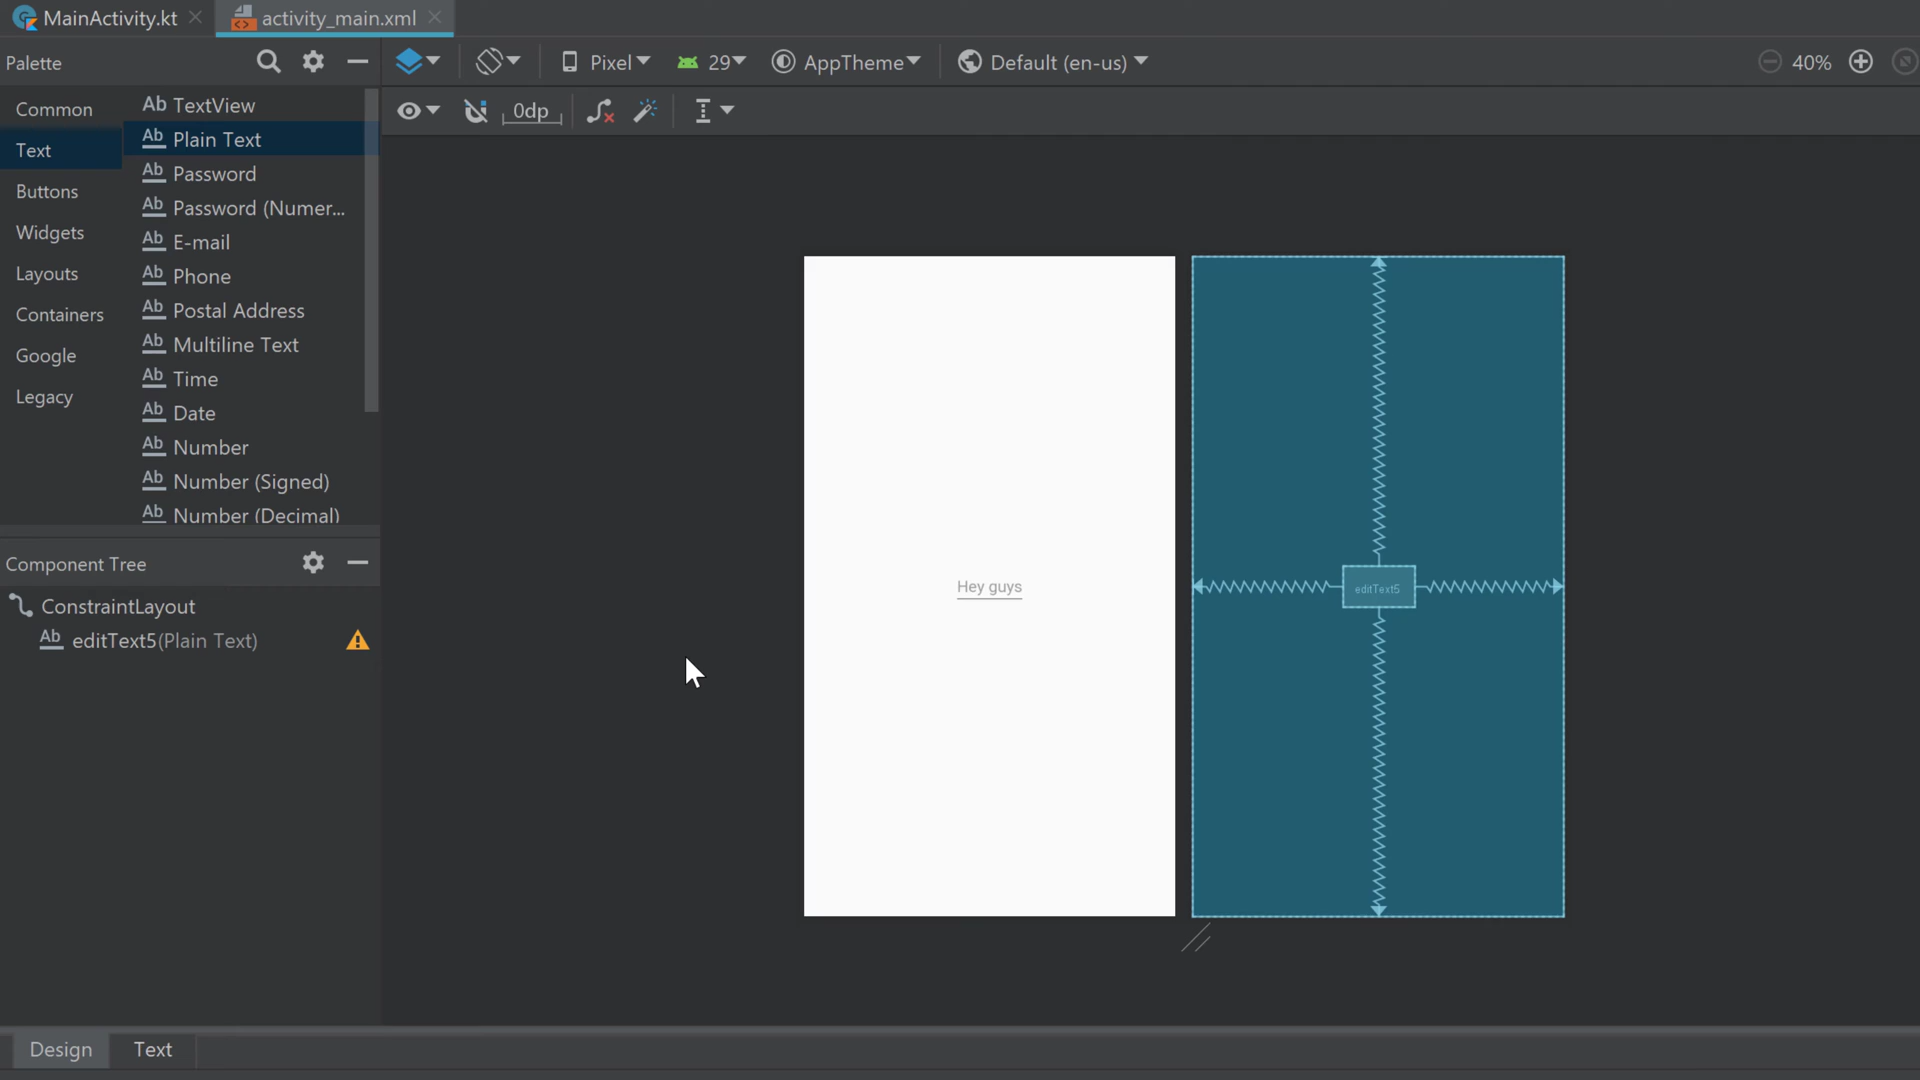 MainActivity.kt
activity_main.xml
Palette
Pixel
29
AppTheme
Default (en-us)
40%
0dp
Common
Text
Buttons
Widgets
Layouts
Containers
Google
Legacy
Ab TextView
Ab Plain Text
Ab Password
Ab Password (Numer...
Ab E-mail
Ab Phone
Ab Postal Address
Ab Multiline Text
Ab Time
Ab Date
Ab Number
Ab Number (Signed)
Ab Number (Decimal)
Component Tree
ConstraintLayout
Ab editText5(Plain Text)
Hey guys
editText5
Design
Text